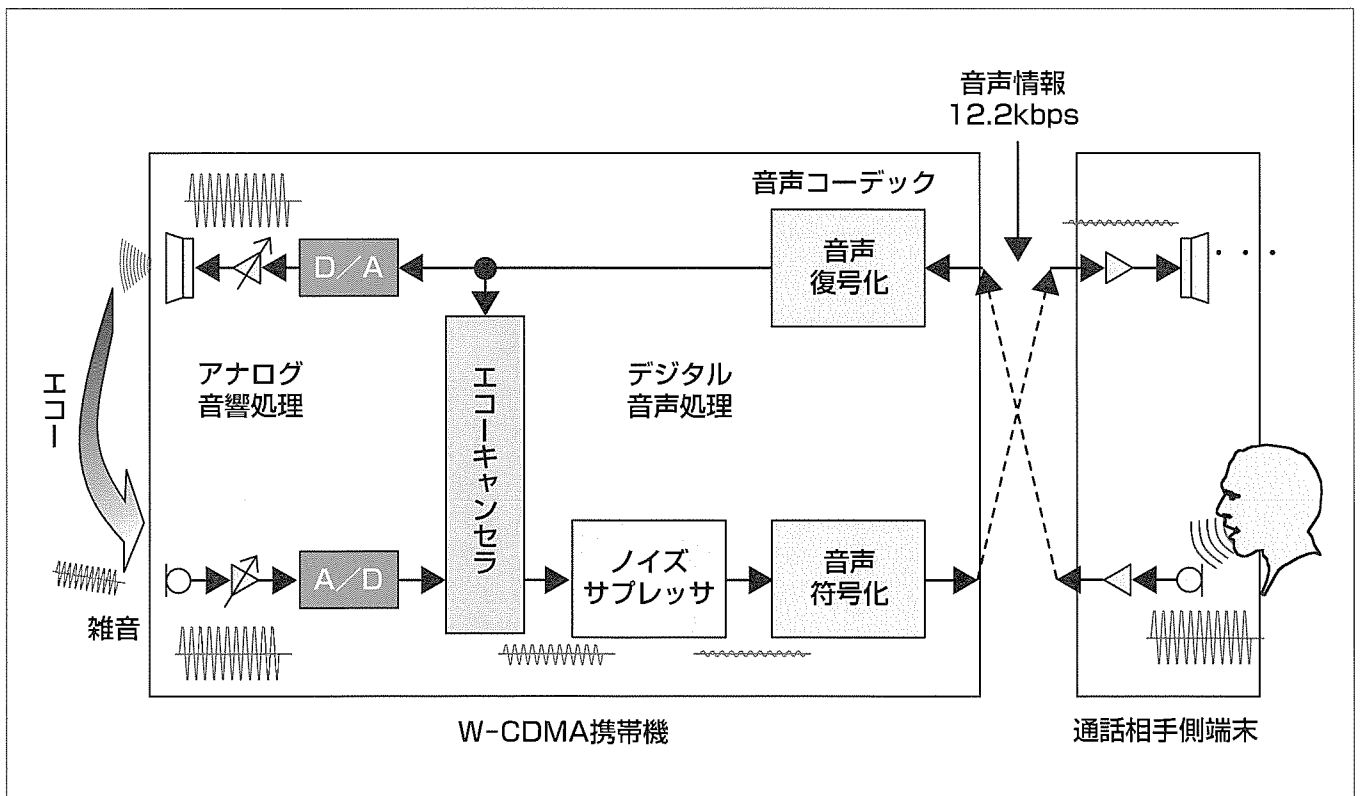 音声情報
12.2kbps
音声コーデック
D/A
音声
復号化
エコー
アナログ
音響処理
エコーキャンセラ
デジタル
音声処理
A/D
ノイズ
サプレッサ
音声
符号化
雑音
W-CDMA携帯機
通話相手側端末